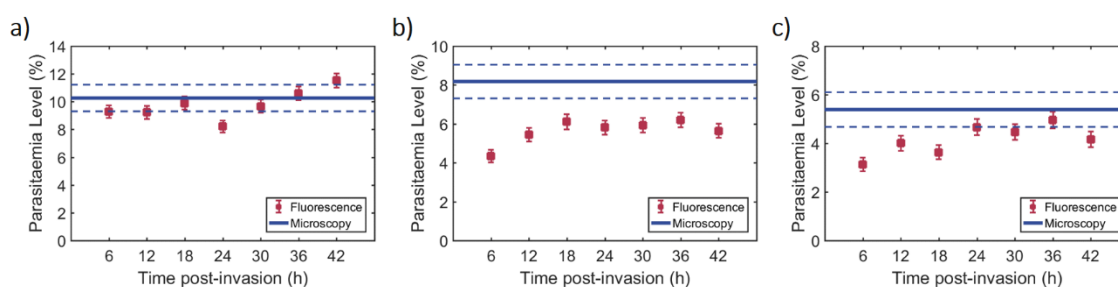 a)
Parasitaemia Level (%)
14
12
10
8
6
4
2
0
6 12 18 24 30 36 42
Time post-invasion (h)
Fluorescence
Microscopy
b)
Parasitaemia Level (%)
10
8
6
4
2
0
6 12 18 24 30 36 42
Time post-invasion (h)
Fluorescence
Microscopy
c)
Parasitaemia Level (%)
8
6
4
2
0
6 12 18 24 30 36 42
Time post-invasion (h)
Fluorescence
Microscopy